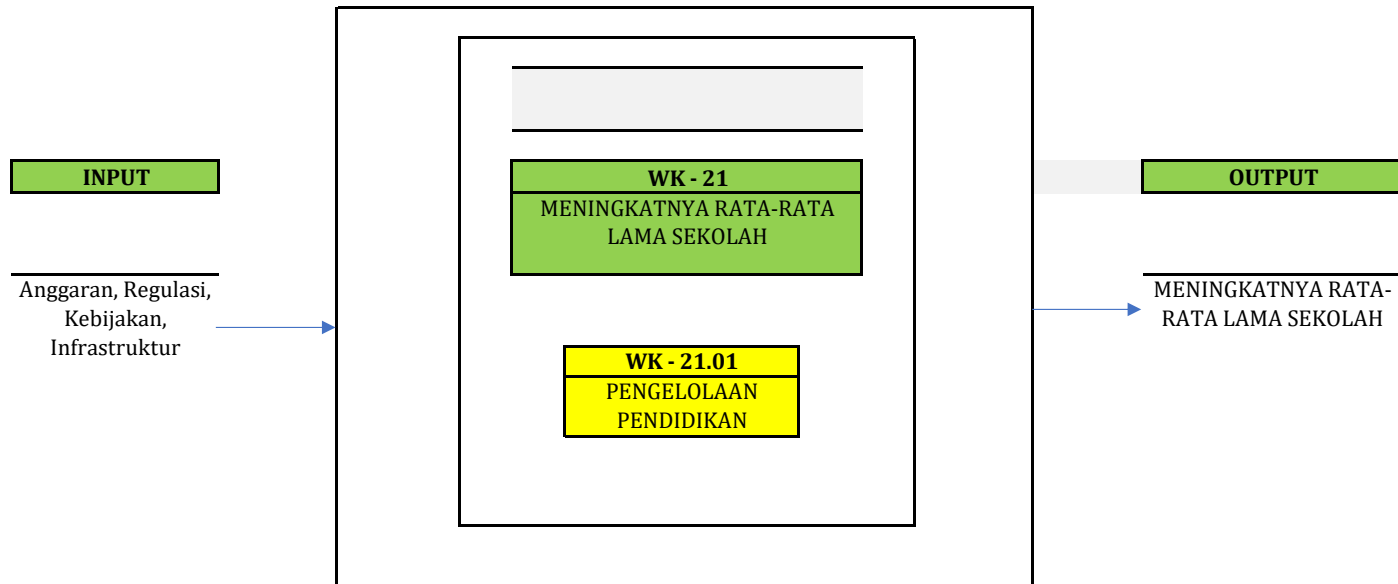 INPUT
Anggaran, Regulasi,
Kebijakan,
Infrastruktur
WK - 21
MENINGKATNYA RATA-RATA
LAMA SEKOLAH
WK - 21.01
PENGELOLAAN
PENDIDIKAN
OUTPUT
MENINGKATNYA RATA-
RATA LAMA SEKOLAH